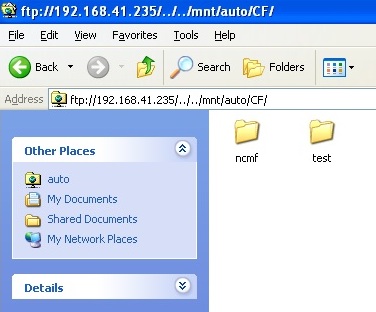 ftp://192.168.41.235/../../mnt/auto/CF/
File Edit View Favorites Tools Help
Back Search Folders
Address ftp://192.168.41.235/../../mnt/auto/CF/
Other Places
auto
My Documents
Shared Documents
My Network Places
Details
ncmf test